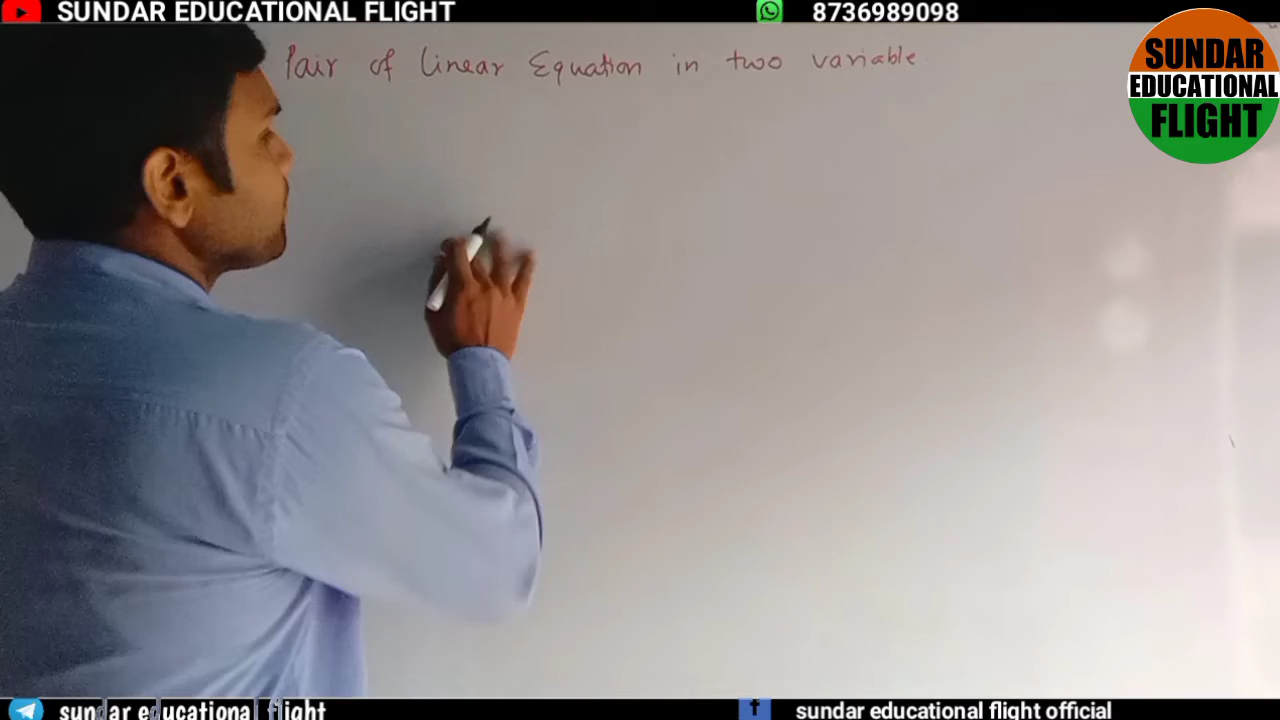 SUNDAR EDUCATIONAL FLIGHT
8736989098
Pair of linear Equation in two variable
SUNDAR
EDUCATIONAL
FLIGHT
sundar educational flight
sundar educational flight official